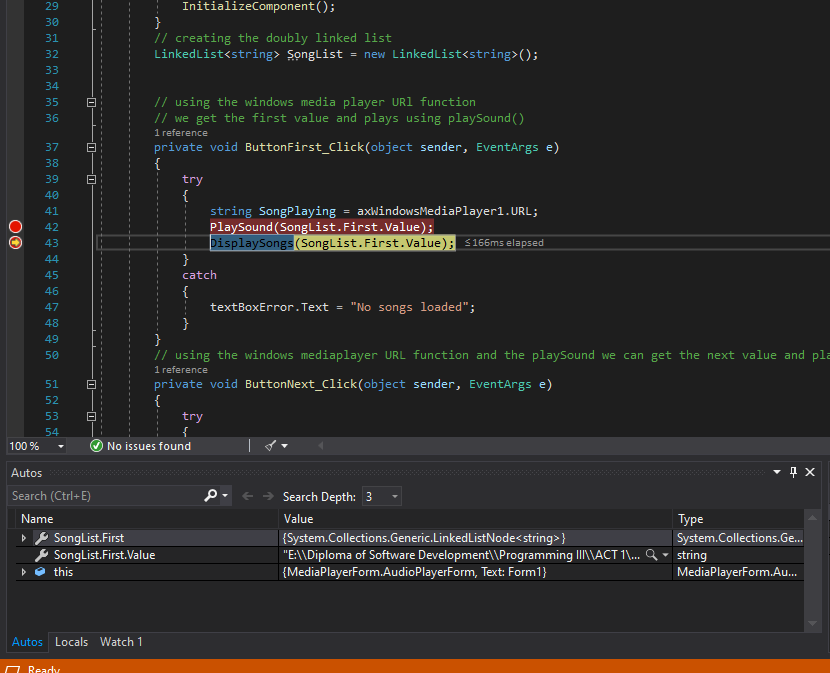 29 InitializeComponent();
30 }
31 // creating the doubly linked list
32 LinkedList<string> SongList = new LinkedList<string>();
33
34
35 // using the windows media player URl function
36 // we get the first value and plays using playSound()
1 reference
37 private void ButtonFirst_Click(object sender, EventArgs e)
38 {
39 try
40 {
41 string SongPlaying = axWindowsMediaPlayer1.URL;
42 PlaySound(SongList.First.Value);
43 DisplaySongs(SongList.First.Value); ≤166ms elapsed
44 }
45 catch
46 {
47 textBoxError.Text = "No songs loaded";
48 }
49 }
50 // using the windows mediaplayer URL function and the playSound we can get the next value and pla
1 reference
51 private void ButtonNext_Click(object sender, EventArgs e)
52 {
53 try
54 {
100 % No issues found
Autos
Search (Ctrl+E) Search Depth: 3
Name Value Type
SongList.First {System.Collections.Generic.LinkedListNode<string>} System.Collections.Ge...
SongList.First.Value "E:\\Diploma of Software Development\\Programming III\\ACT 1\... string
this {MediaPlayerForm.AudioPlayerForm, Text: Form1} MediaPlayerForm.Au...
Autos Locals Watch 1
Ready